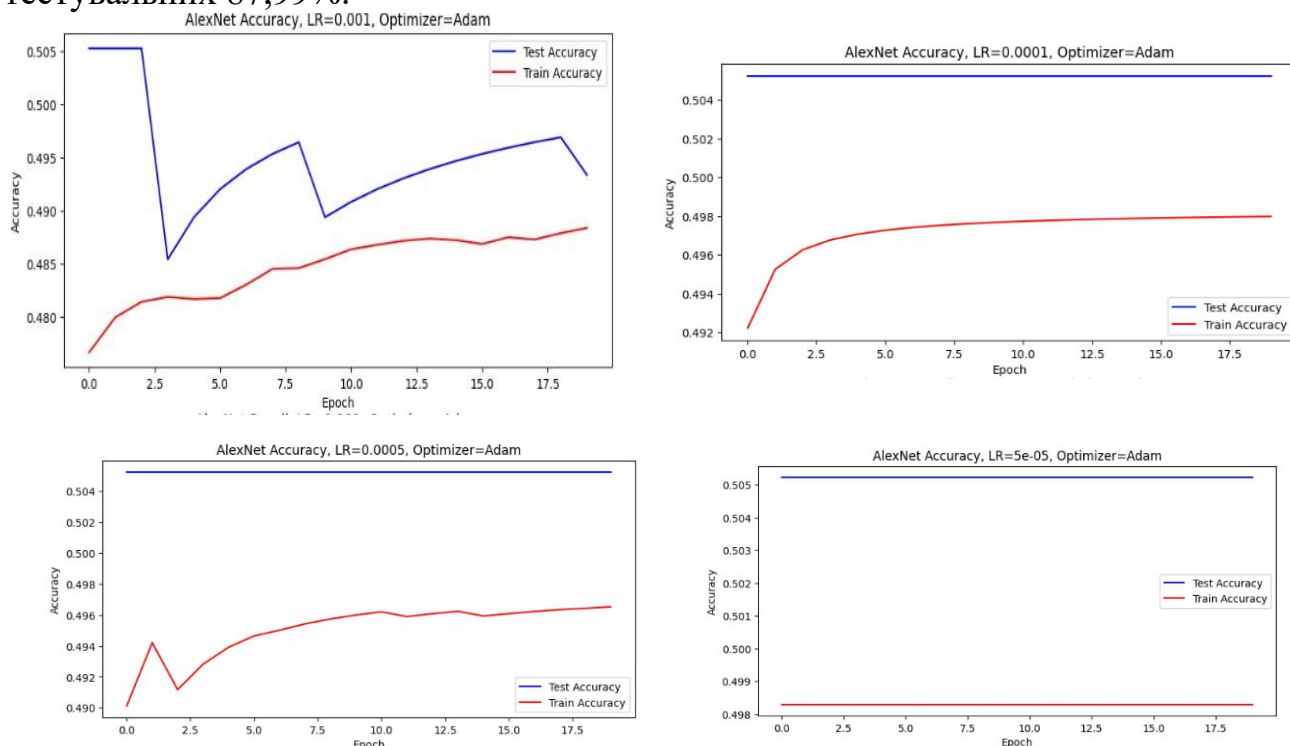 тестувальних 87,99%.
AlexNet Accuracy, LR=0.001, Optimizer=Adam
Test Accuracy
Train Accuracy
0.505
0.500
0.495
0.490
0.485
0.480
Accuracy
0.0 2.5 5.0 7.5 10.0 12.5 15.0 17.5
Epoch
AlexNet Accuracy, LR=0.0001, Optimizer=Adam
0.504
0.502
0.500
0.498
0.496
0.494
0.492
Accuracy
Test Accuracy
Train Accuracy
0.0 2.5 5.0 7.5 10.0 12.5 15.0 17.5
Epoch
AlexNet Accuracy, LR=0.0005, Optimizer=Adam
0.504
0.502
0.500
0.498
0.496
0.494
0.492
0.490
Accuracy
Test Accuracy
Train Accuracy
0.0 2.5 5.0 7.5 10.0 12.5 15.0 17.5
Epoch
AlexNet Accuracy, LR=5e-05, Optimizer=Adam
0.505
0.504
0.503
0.502
0.501
0.500
0.499
0.498
Accuracy
Test Accuracy
Train Accuracy
0.0 2.5 5.0 7.5 10.0 12.5 15.0 17.5
Epoch